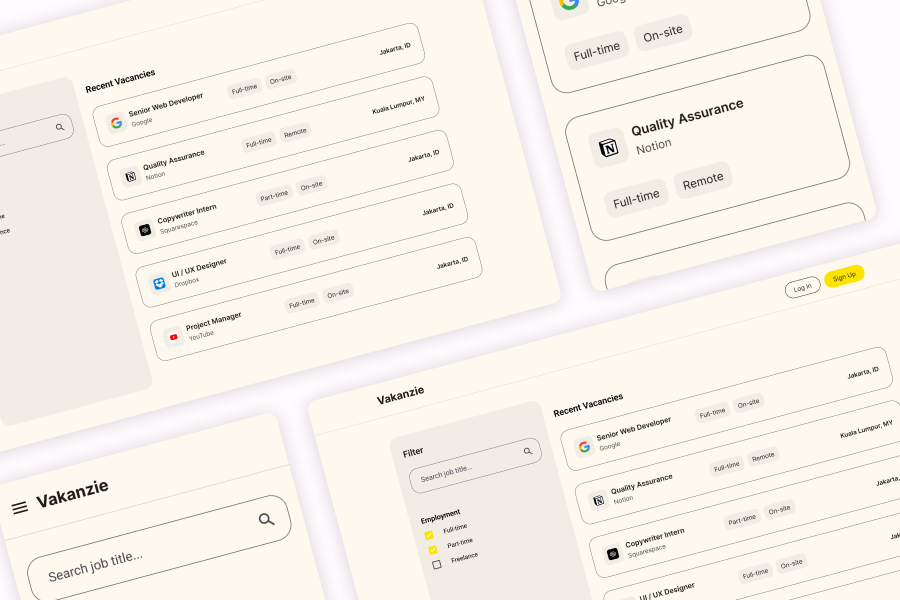 Recent Vacancies
Senior Web Developer
Google
Full-time
On-site
Jakarta, ID
Quality Assurance
Notion
Full-time
Remote
Kuala Lumpur, MY
Copywriter Intern
Squarespace
Part-time
On-site
Jakarta, ID
UI / UX Designer
Dropbox
Full-time
On-site
Jakarta, ID
Project Manager
YouTube
Full-time
On-site
Jakarta, ID
Full-time
On-site
Quality Assurance
Notion
Full-time
Remote
Vakanzie
Search job title...
Log In
Sign Up
Vakanzie
Filter
Search job title...
Employment
Full-time
Part-time
Freelance
Recent Vacancies
Senior Web Developer
Google
Full-time
On-site
Jakarta, ID
Quality Assurance
Notion
Full-time
Remote
Kuala Lumpur, MY
Copywriter Intern
Squarespace
Part-time
On-site
Jakarta,
UI / UX Designer
Full-time
On-site